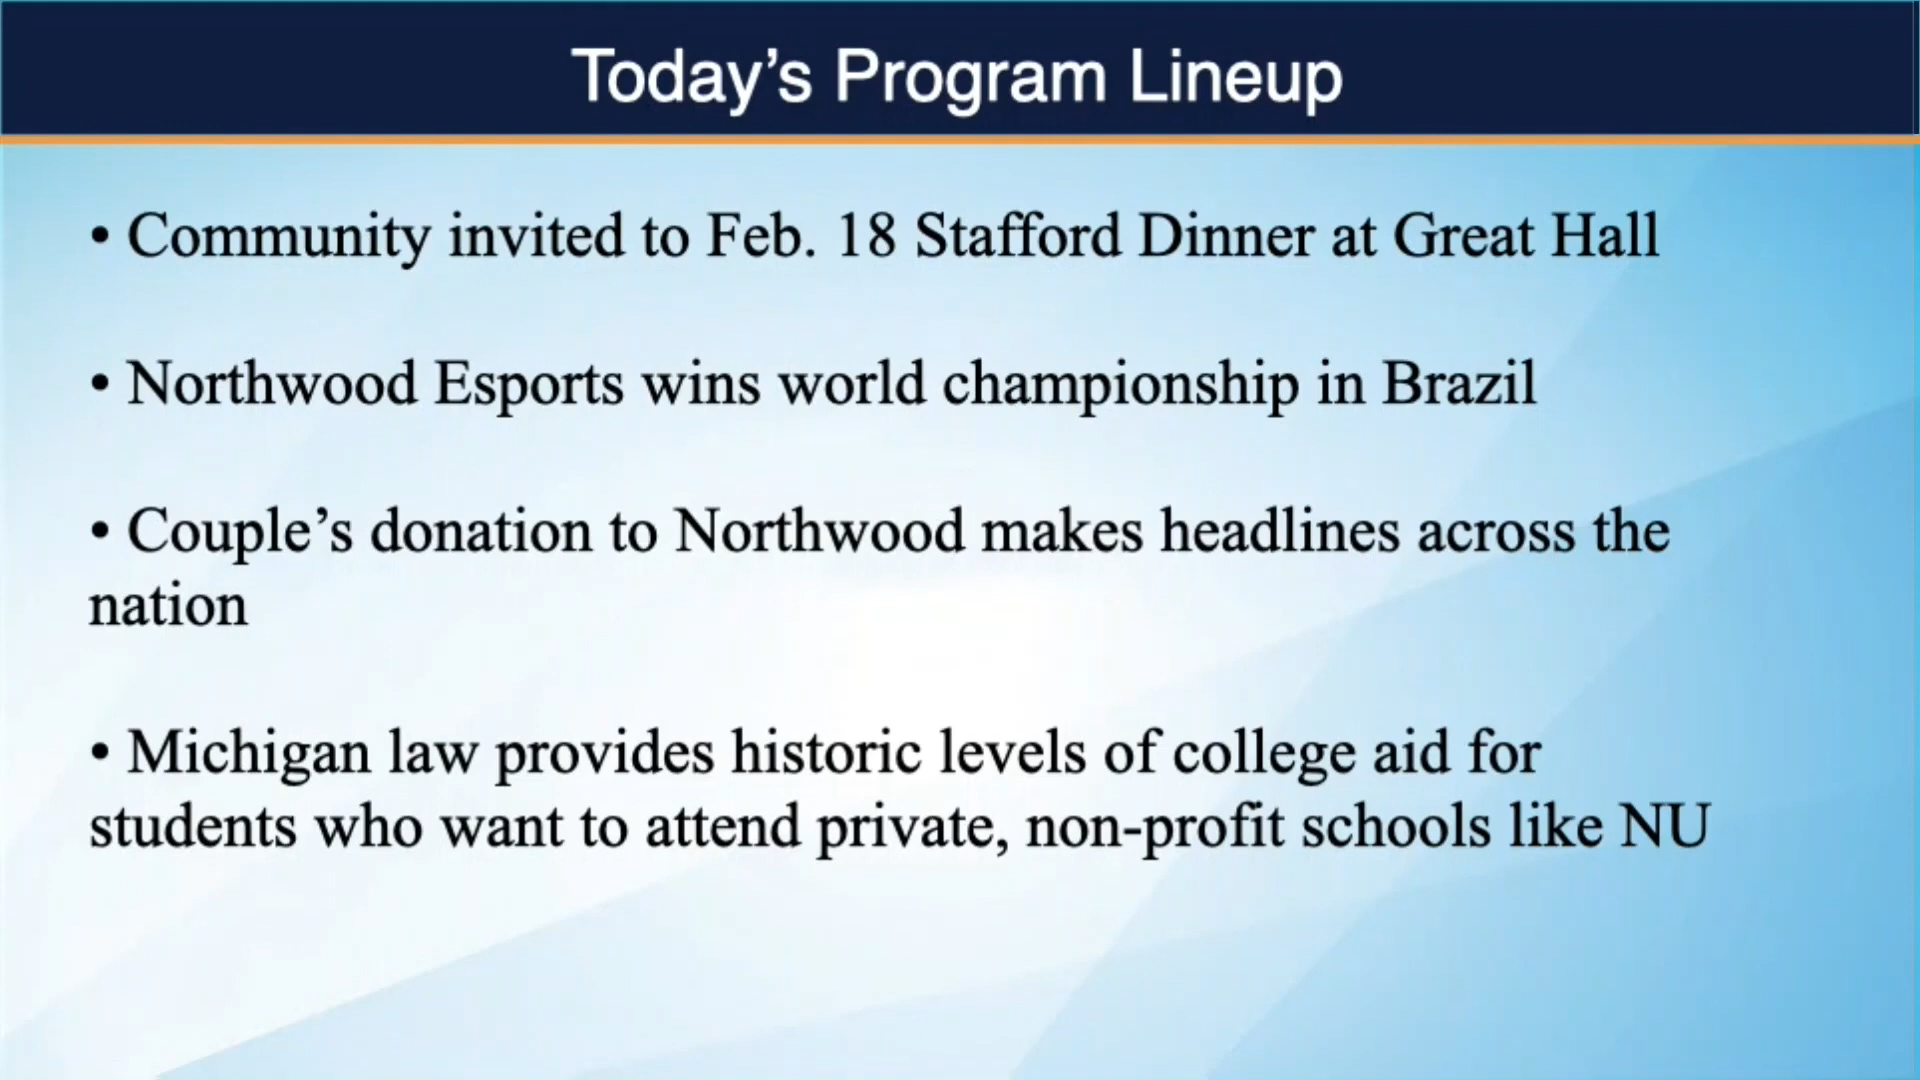 Today’s Program Lineup
• Community invited to Feb. 18 Stafford Dinner at Great Hall
• Northwood Esports wins world championship in Brazil
• Couple’s donation to Northwood makes headlines across the
nation
• Michigan law provides historic levels of college aid for
students who want to attend private, non-profit schools like NU